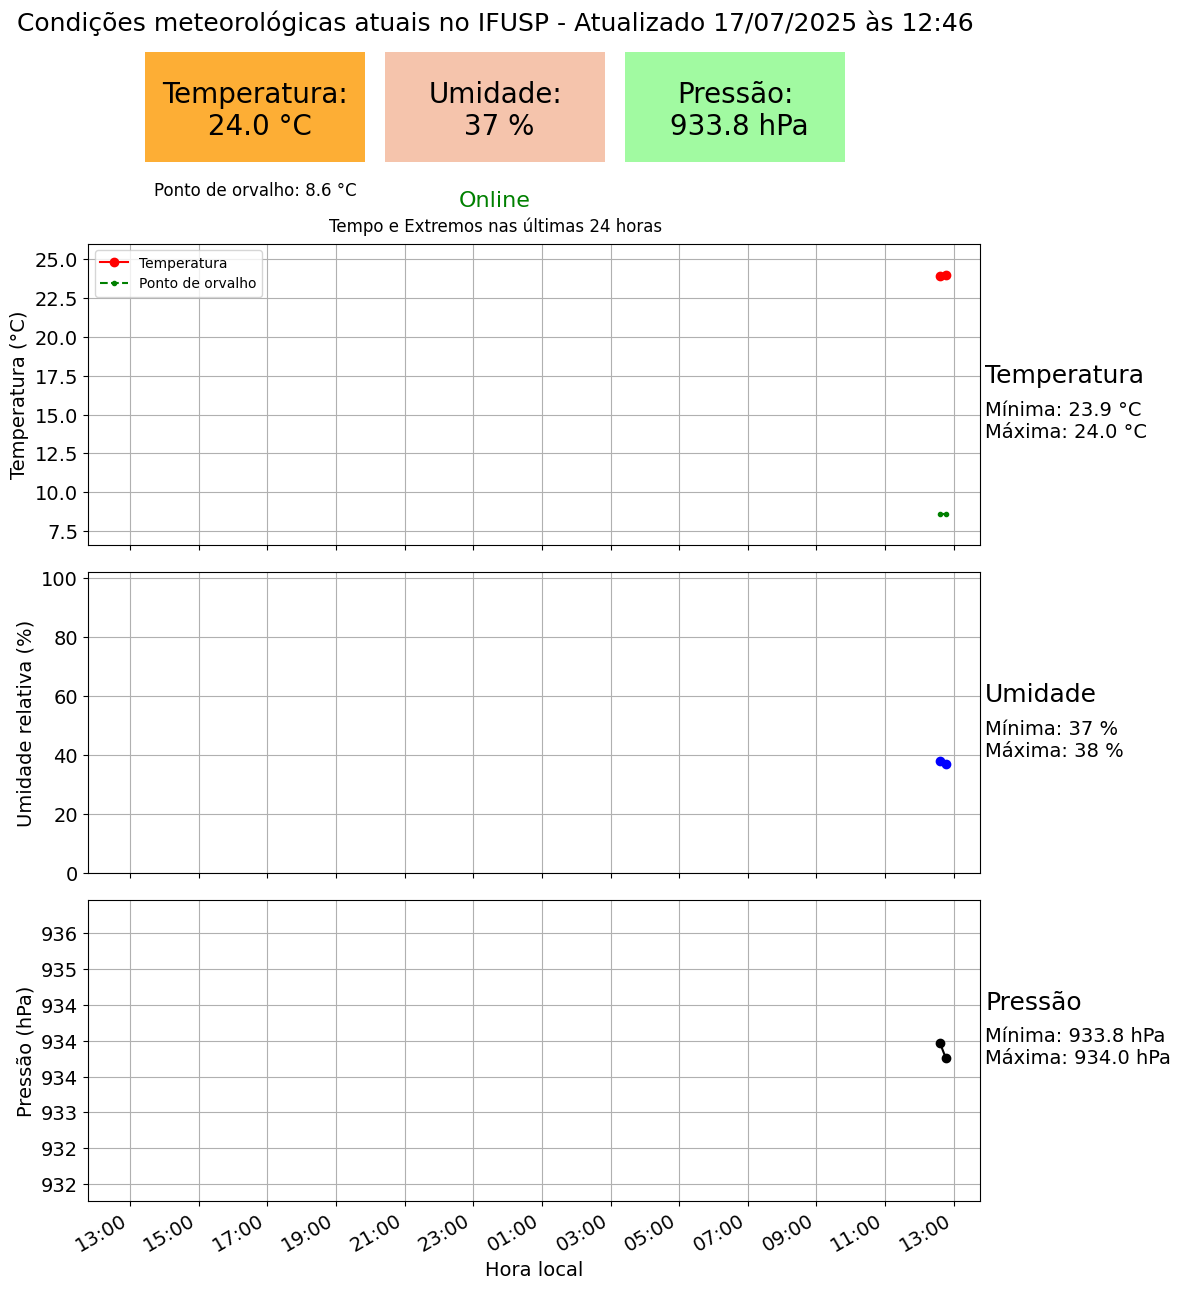 Condições meteorológicas atuais no IFUSP - Atualizado 17/07/2025 às 12:46
Temperatura:
24.0 °C
Umidade:
37 %
Pressão:
933.8 hPa
Ponto de orvalho: 8.6 °C
Online
Tempo e Extremos nas últimas 24 horas
Temperatura (°C)
25.0
22.5
20.0
17.5
15.0
12.5
10.0
7.5
Temperatura
Ponto de orvalho
Temperatura
Mínima: 23.9 °C
Máxima: 24.0 °C
Umidade relativa (%)
100
80
60
40
20
0
Umidade
Mínima: 37 %
Máxima: 38 %
Pressão (hPa)
936
935
934
934
934
933
932
932
Pressão
Mínima: 933.8 hPa
Máxima: 934.0 hPa
13:00
15:00
17:00
19:00
21:00
23:00
01:00
03:00
05:00
07:00
09:00
11:00
13:00
Hora local